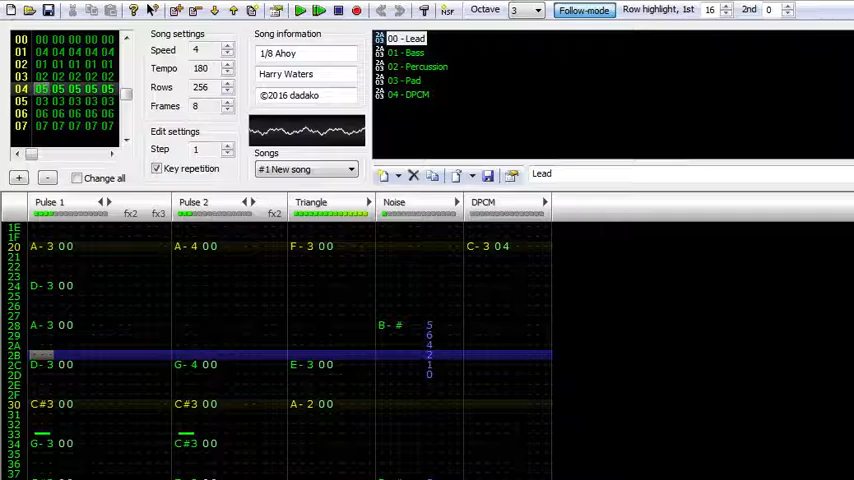 NSF Octave 3 Follow-mode Row highlight, 1st 16 2nd 0
00 00 00 00 00 00
01 04 04 04 04 04
02 01 01 01 01 01
03 02 02 02 02 02
04 05 05 05 05 05
05 03 03 03 03 03
06 06 06 06 06 06
07 07 07 07 07 07
+ - Change all
Song settings
Speed 4
Tempo 180
Rows 256
Frames 8
Edit settings
Step 1
Key repetition
Song information
1/8 Ahoy
Harry Waters
©2016 dadako
Songs
#1 New song
2A03 00 - Lead
2A03 01 - Bass
2A03 02 - Percussion
2A03 03 - Pad
2A03 04 - DPCM
Lead
Pulse 1 Pulse 2 Triangle Noise DPCM
fx2 fx3 fx2
1E
1F
20 A-3 00 A-4 00 F-3 00 C-3 04
21
22
23
24 D-3 00
25
26
27
28 A-3 00 B-# 5
29 6
2A 4
2B 2
2C D-3 00 G-4 00 E-3 00 1
2D 0
2E
2F
30 C#3 00 C#3 00 A-2 00
31
32
33
34 G-3 00 C#3 00
35
36
37